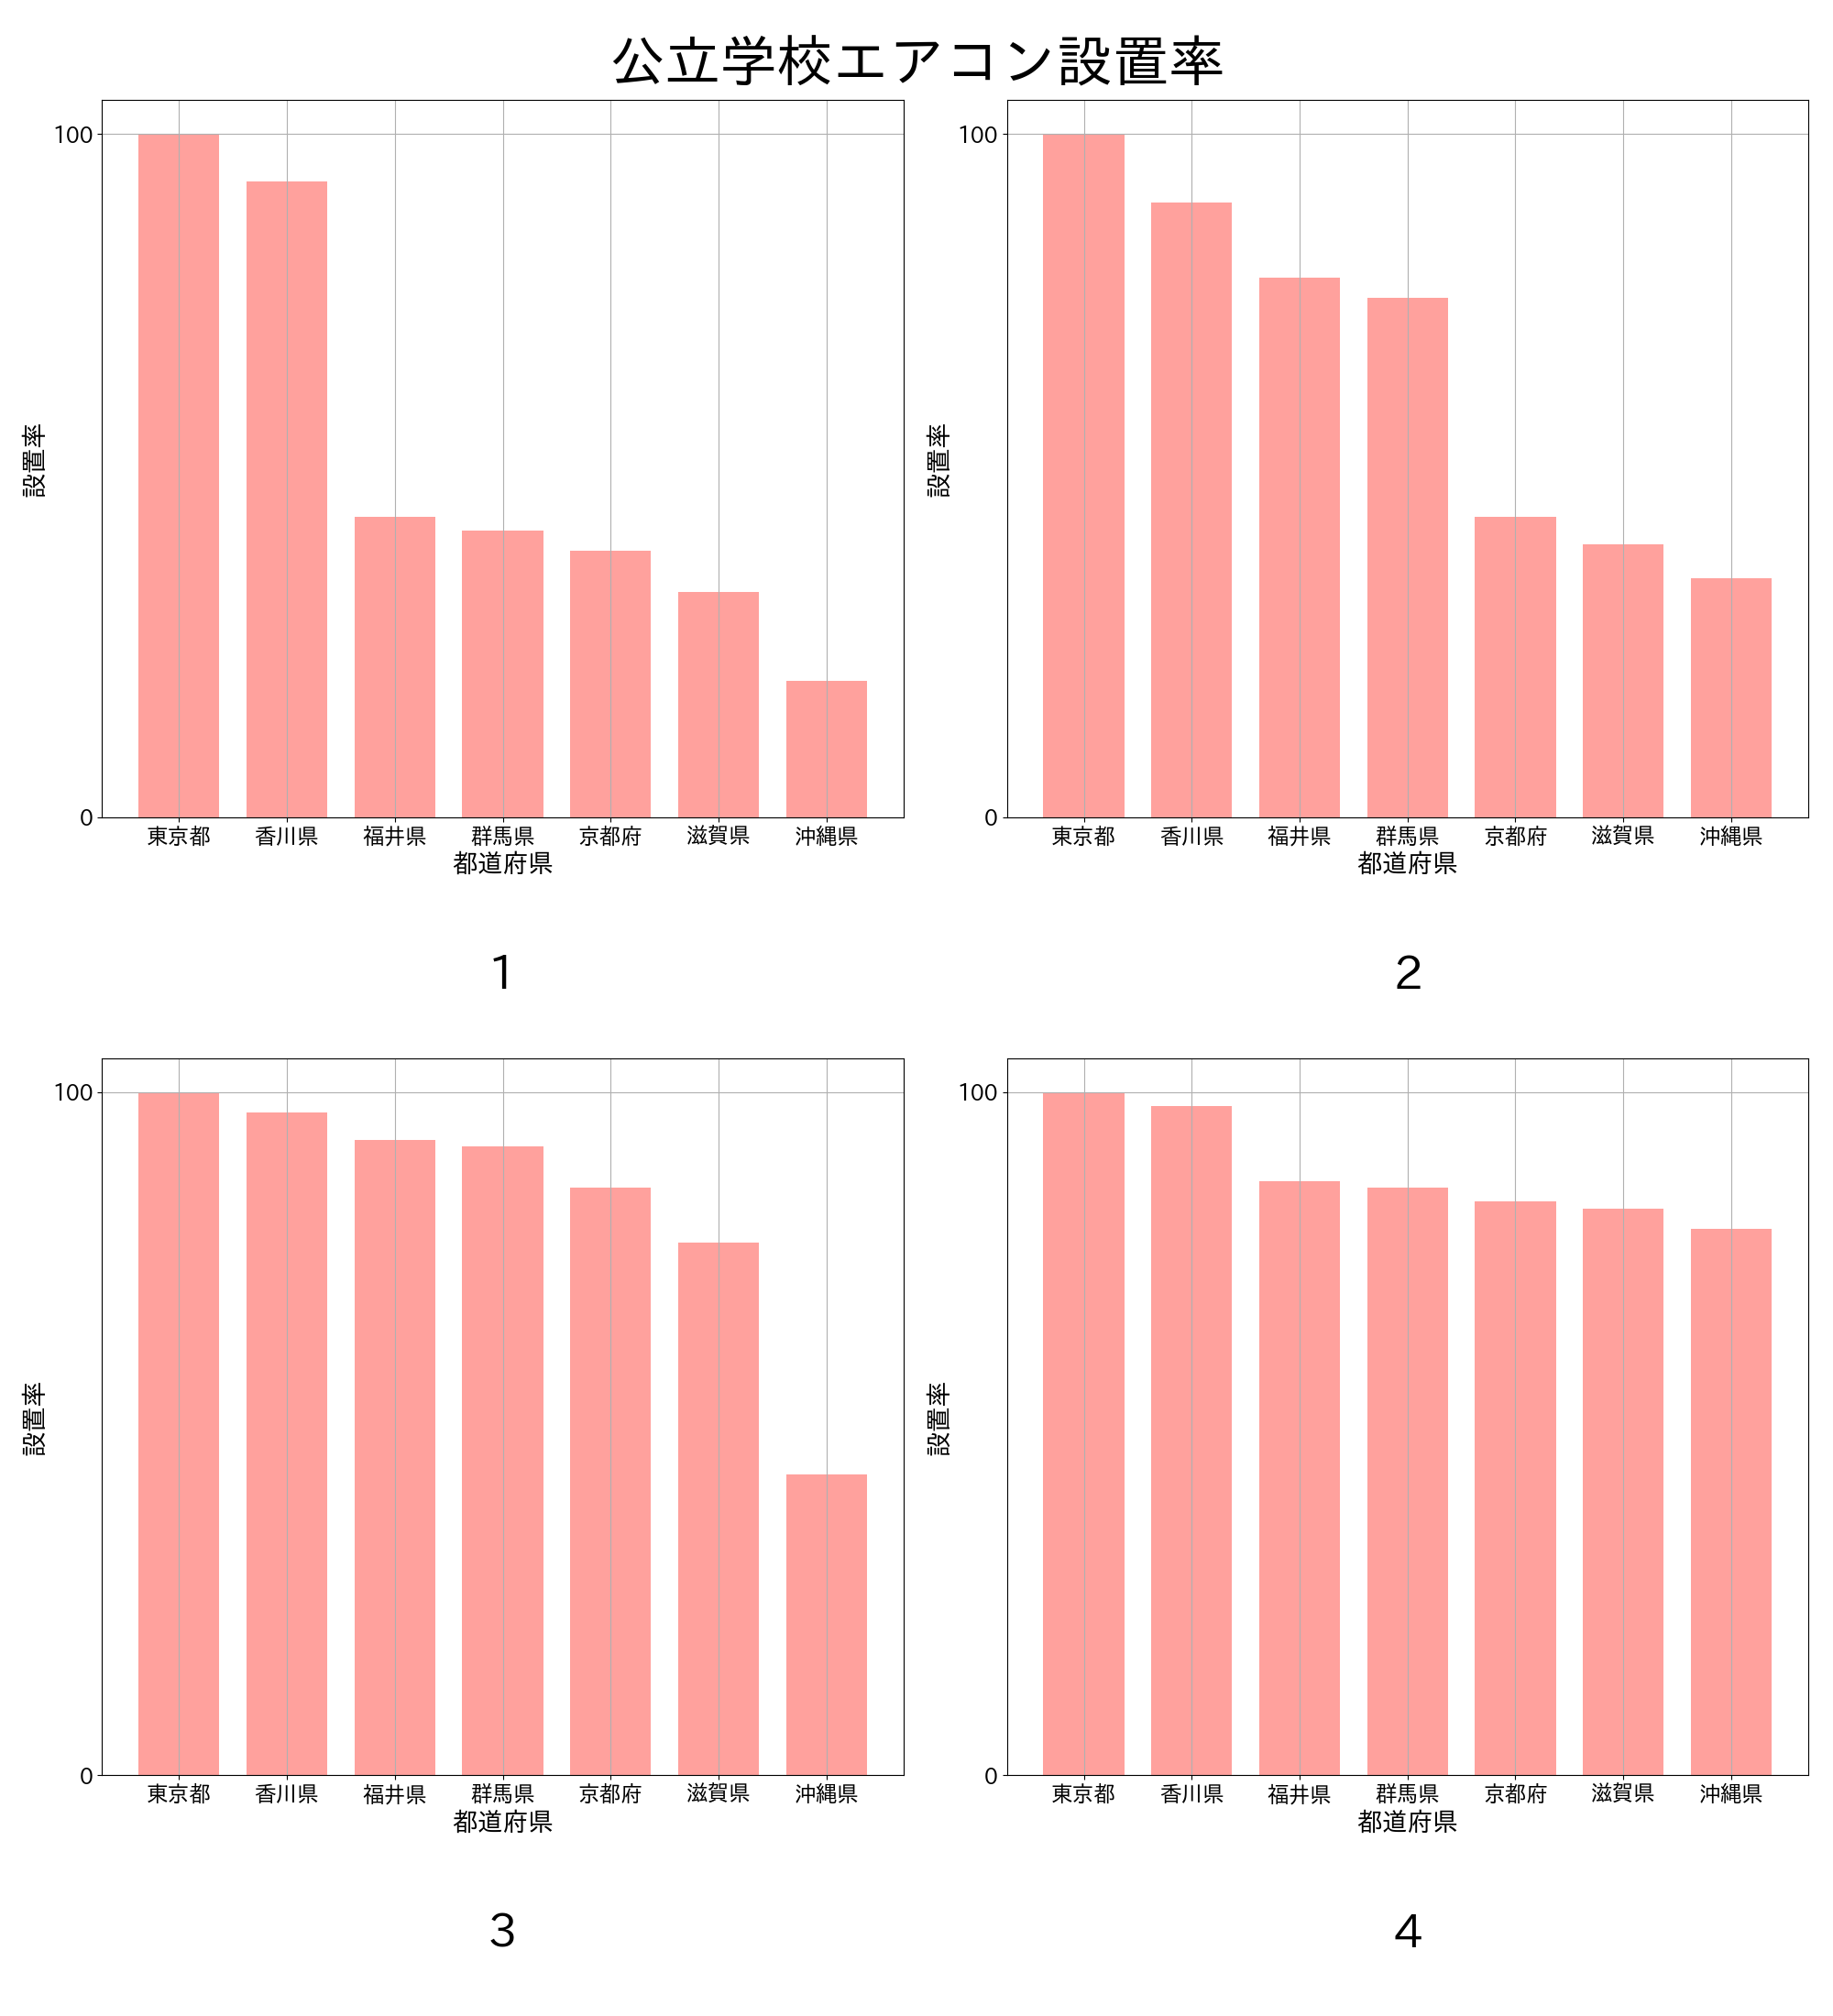 公立学校エアコン設置率
100
設置率
0
東京都 香川県 福井県 群馬県 京都府 滋賀県 沖縄県
都道府県
1
100
設置率
0
東京都 香川県 福井県 群馬県 京都府 滋賀県 沖縄県
都道府県
2
100
設置率
0
東京都 香川県 福井県 群馬県 京都府 滋賀県 沖縄県
都道府県
3
100
設置率
0
東京都 香川県 福井県 群馬県 京都府 滋賀県 沖縄県
都道府県
4